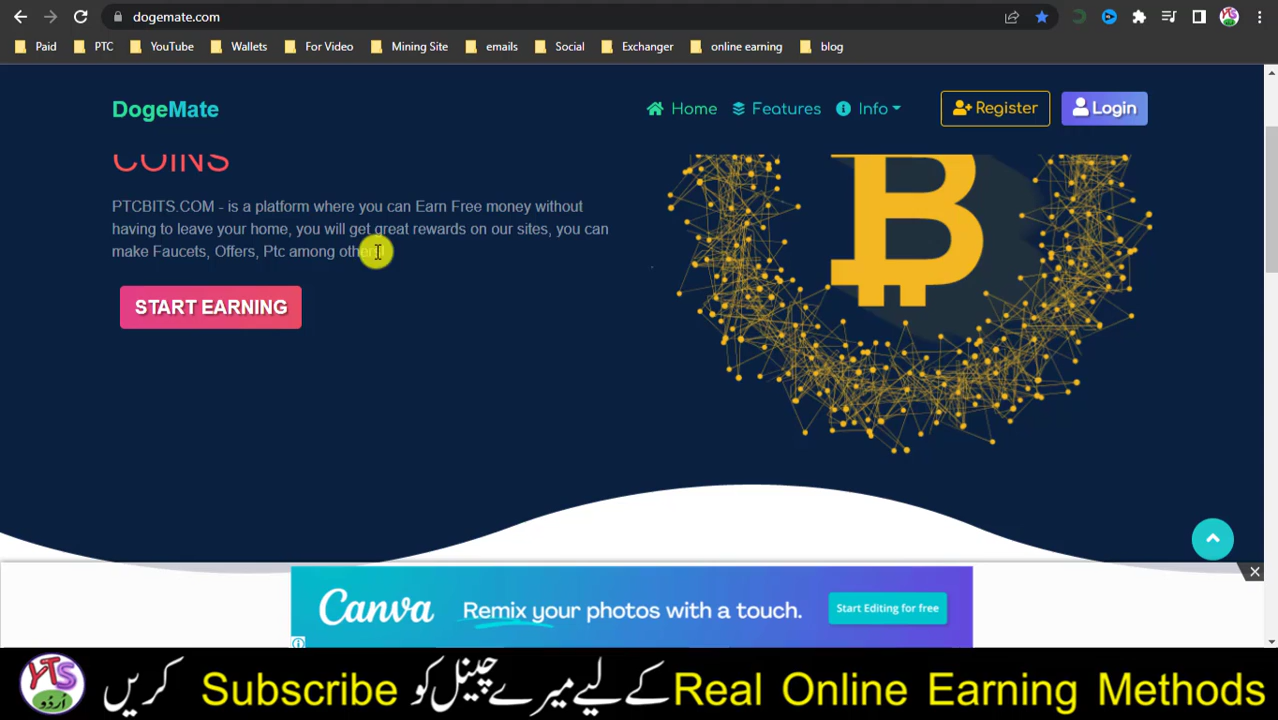 dogemate.com
Paid PTC YouTube Wallets For Video Mining Site emails Social Exchanger online earning blog
DogeMate Home Features Info Register Login
COINS
PTCBITS.COM - is a platform where you can Earn Free money without
having to leave your home, you will get great rewards on our sites, you can
make Faucets, Offers, Ptc among other
START EARNING
Canva Remix your photos with a touch. Start Editing for free
YTS اردو
Real Online Earning Methods کے لیے میرے چینل کو Subscribe کریں